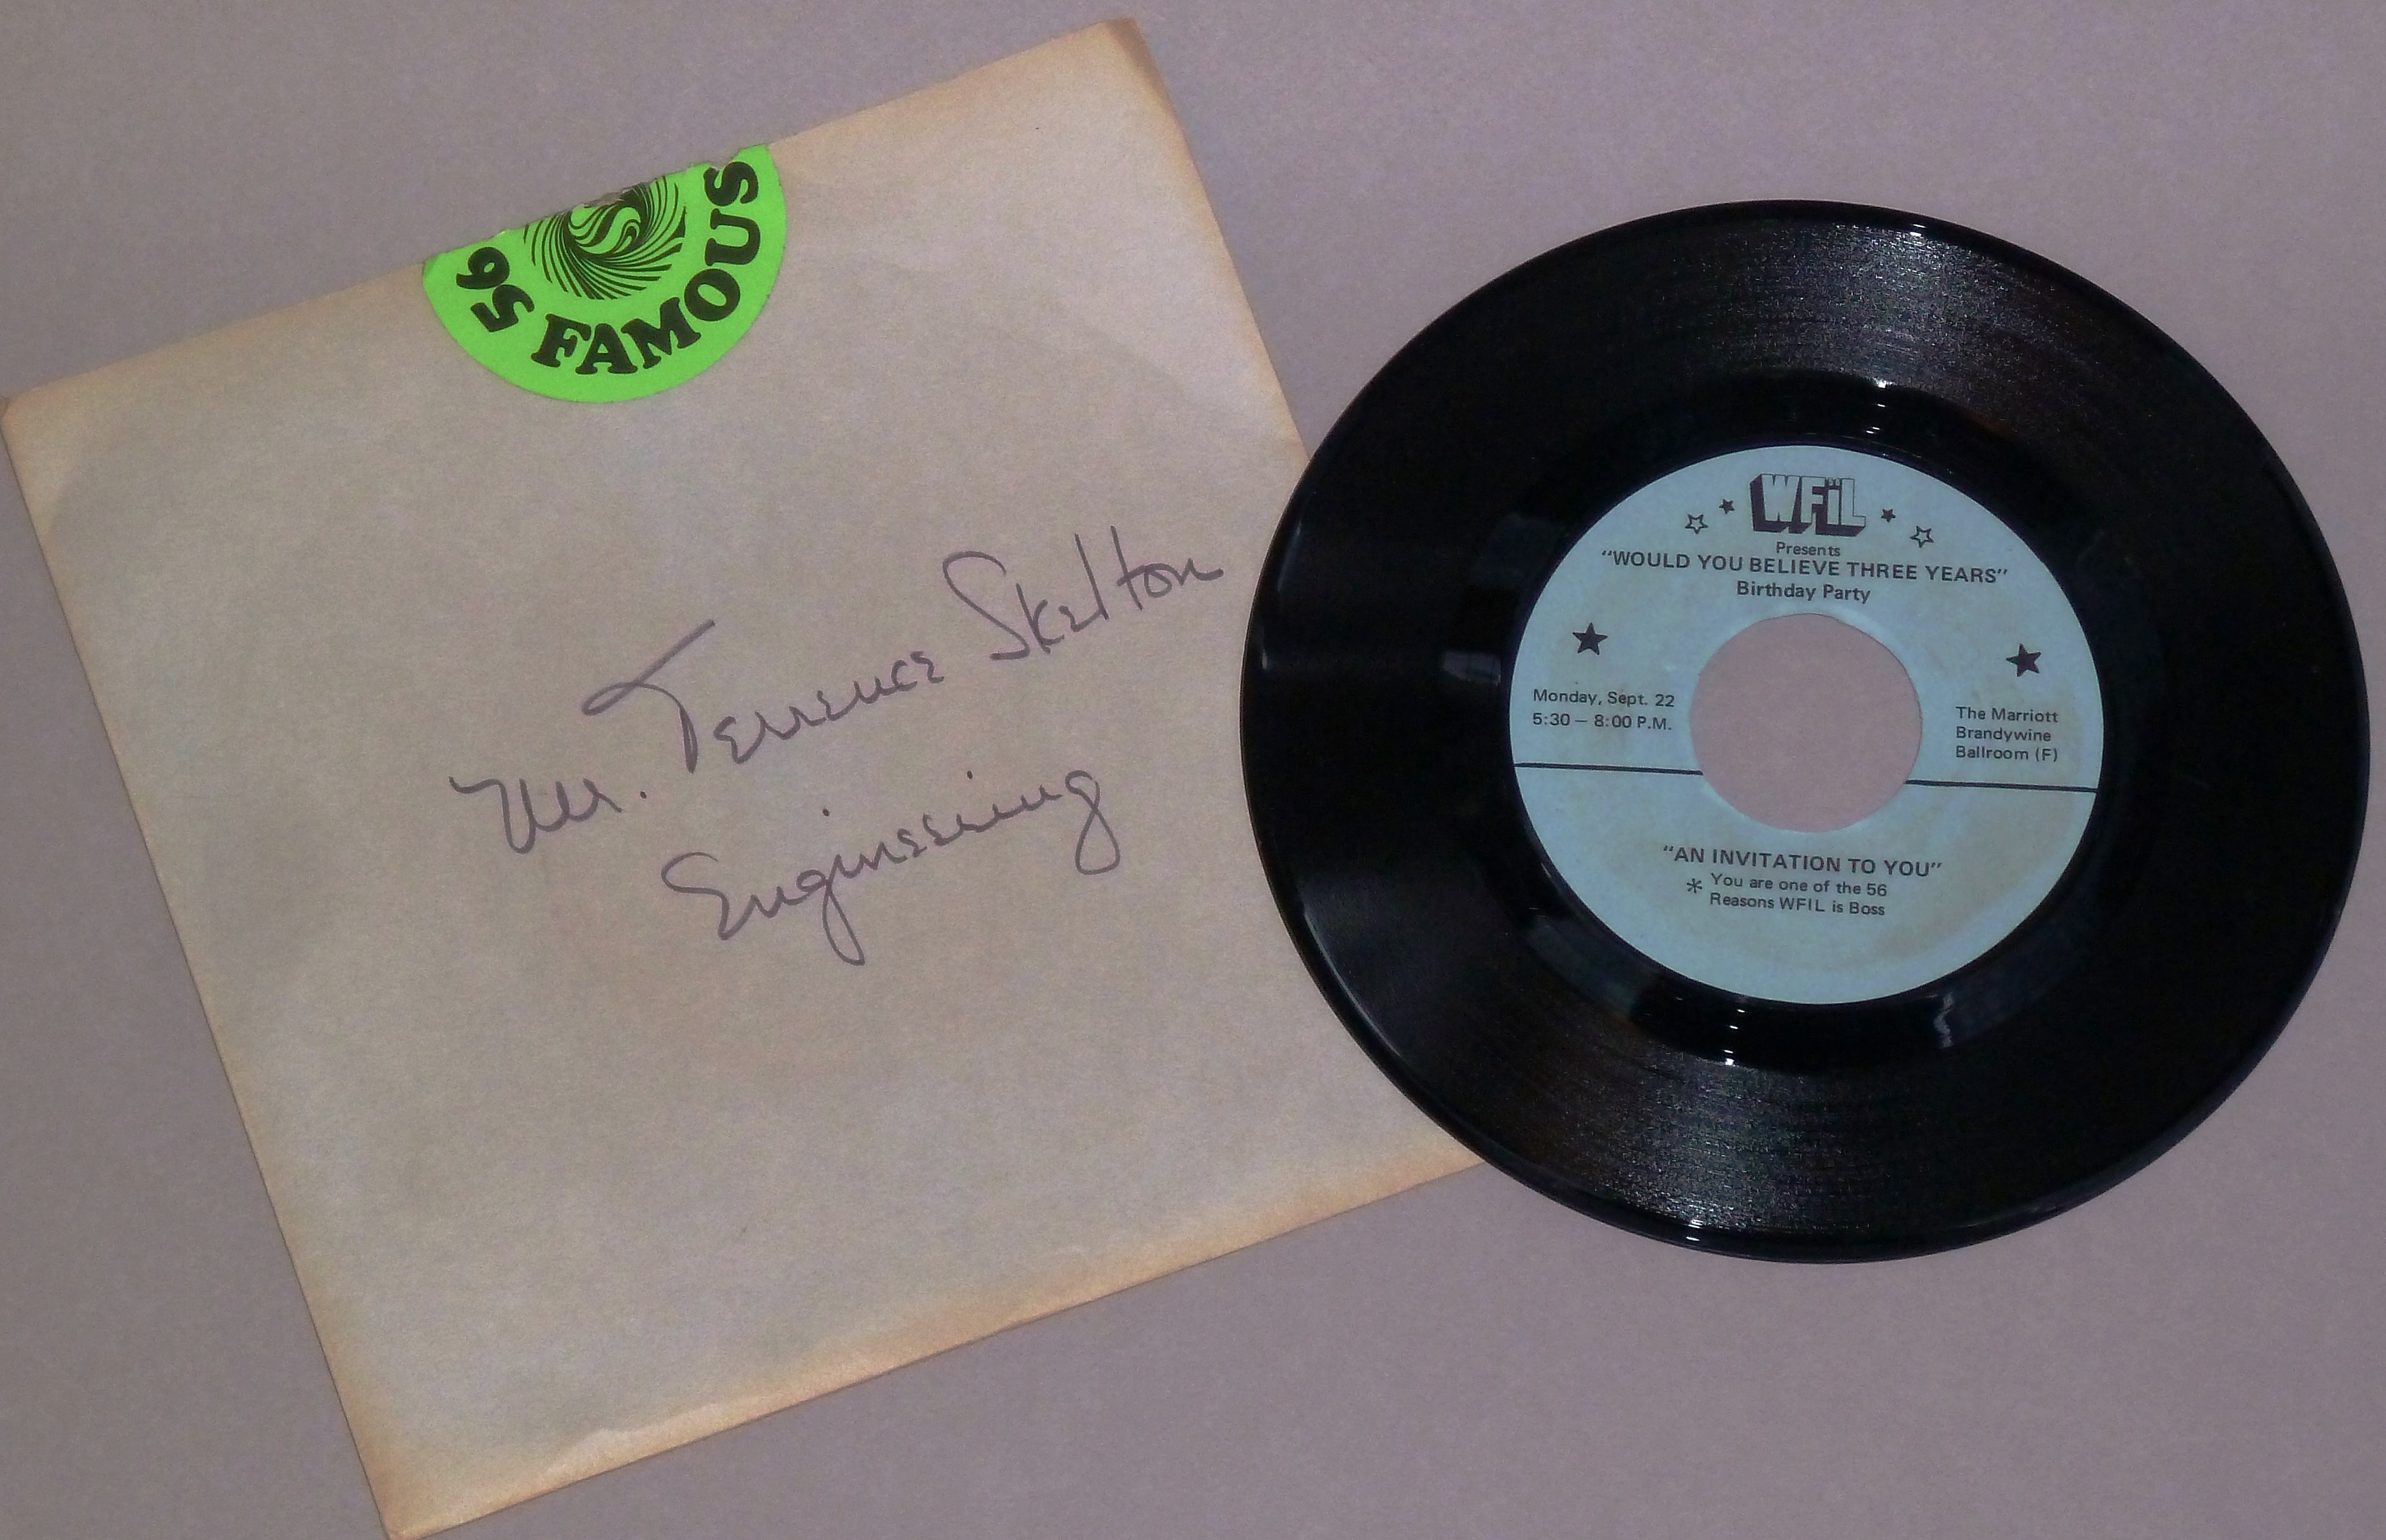 FAMOUS 56
Mr. Terrence Skelton
Engineering
WFIL
Presents
“WOULD YOU BELIEVE THREE YEARS”
Birthday Party
Monday, Sept. 22
5:30 – 8:00 P.M.
The Marriott
Brandywine
Ballroom (F)
“AN INVITATION TO YOU”
* You are one of the 56
Reasons WFIL is Boss